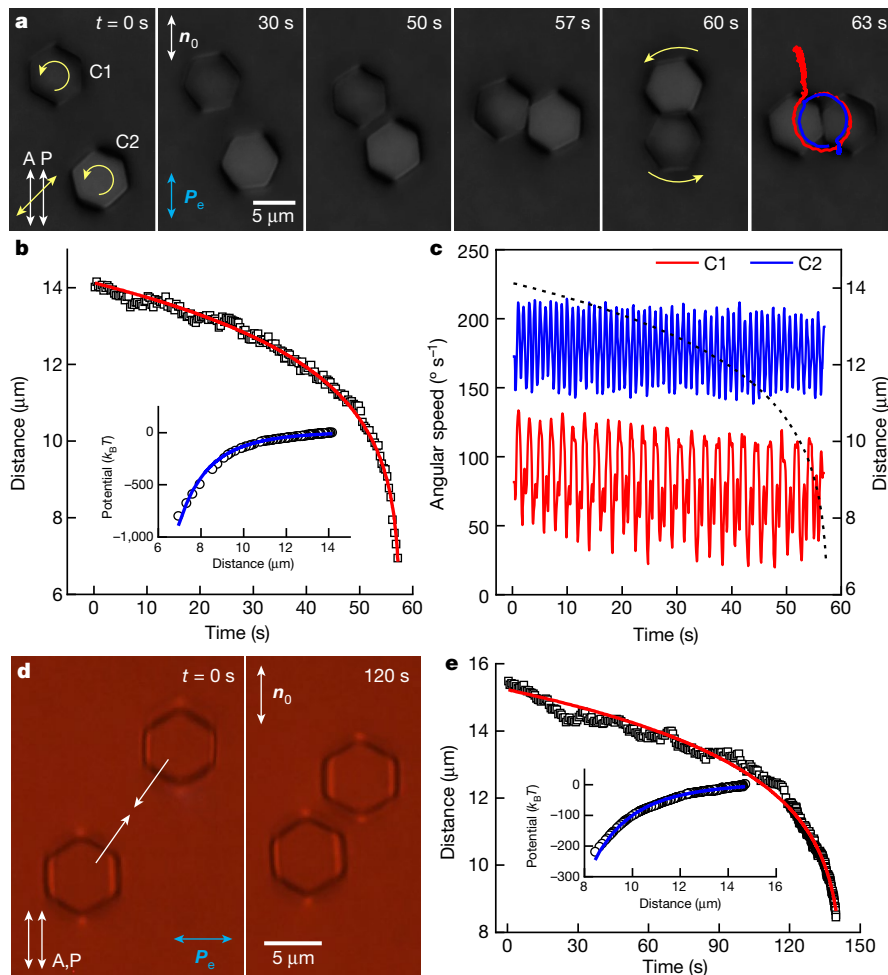 a
t = 0 s
C1
C2
A P
30 s
n0
Pe
5 μm
50 s
57 s
60 s
63 s
b
Distance (μm)
14
12
10
8
6
0 10 20 30 40 50 60
Time (s)
Potential (kBT)
0
−500
−1,000
6 8 10 12 14
Distance (μm)
c
C1 C2
Angular speed (° s−1)
250
200
150
100
50
0
0 10 20 30 40 50 60
Time (s)
14
12
10
8
6
Distance (μm)
d
t = 0 s
A,P
Pe
120 s
n0
5 μm
e
Distance (μm)
16
15
14
12
10
8
0 30 60 90 120 150
Time (s)
Potential (kBT)
0
−100
−200
−300
10 12 14 16
Distance (μm)